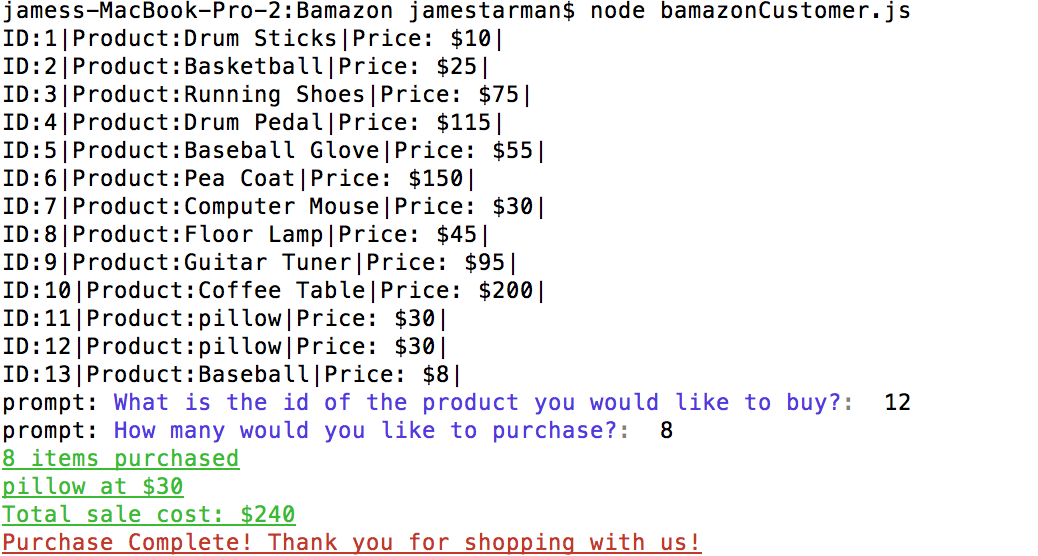 jamess-MacBook-Pro-2:Bamazon jamestarman$ node bamazonCustomer.js
ID:1|Product:Drum Sticks|Price: $10|
ID:2|Product:Basketball|Price: $25|
ID:3|Product:Running Shoes|Price: $75|
ID:4|Product:Drum Pedal|Price: $115|
ID:5|Product:Baseball Glove|Price: $55|
ID:6|Product:Pea Coat|Price: $150|
ID:7|Product:Computer Mouse|Price: $30|
ID:8|Product:Floor Lamp|Price: $45|
ID:9|Product:Guitar Tuner|Price: $95|
ID:10|Product:Coffee Table|Price: $200|
ID:11|Product:pillow|Price: $30|
ID:12|Product:pillow|Price: $30|
ID:13|Product:Baseball|Price: $8|
prompt: What is the id of the product you would like to buy?:  12
prompt: How many would you like to purchase?:  8
8 items purchased
pillow at $30
Total sale cost: $240
Purchase Complete! Thank you for shopping with us!